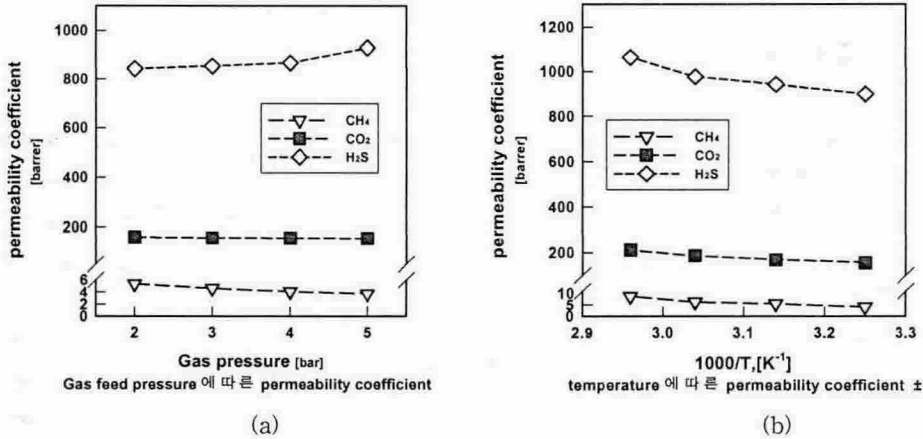 1000
800
600
400
200
6
4
2
0
permeability coefficient
[barrer]
CH₄
CO₂
H₂S
2 3 4 5
Gas pressure [bar]
Gas feed pressure 에 따른 permeability coefficient
(a)
1200
1000
800
600
400
200
10
5
0
permeability coefficient
[barrer]
CH₄
CO₂
H₂S
2.9 3.0 3.1 3.2 3.3
1000/T,[K⁻¹]
temperature 에 따른 permeability coefficient ±
(b)